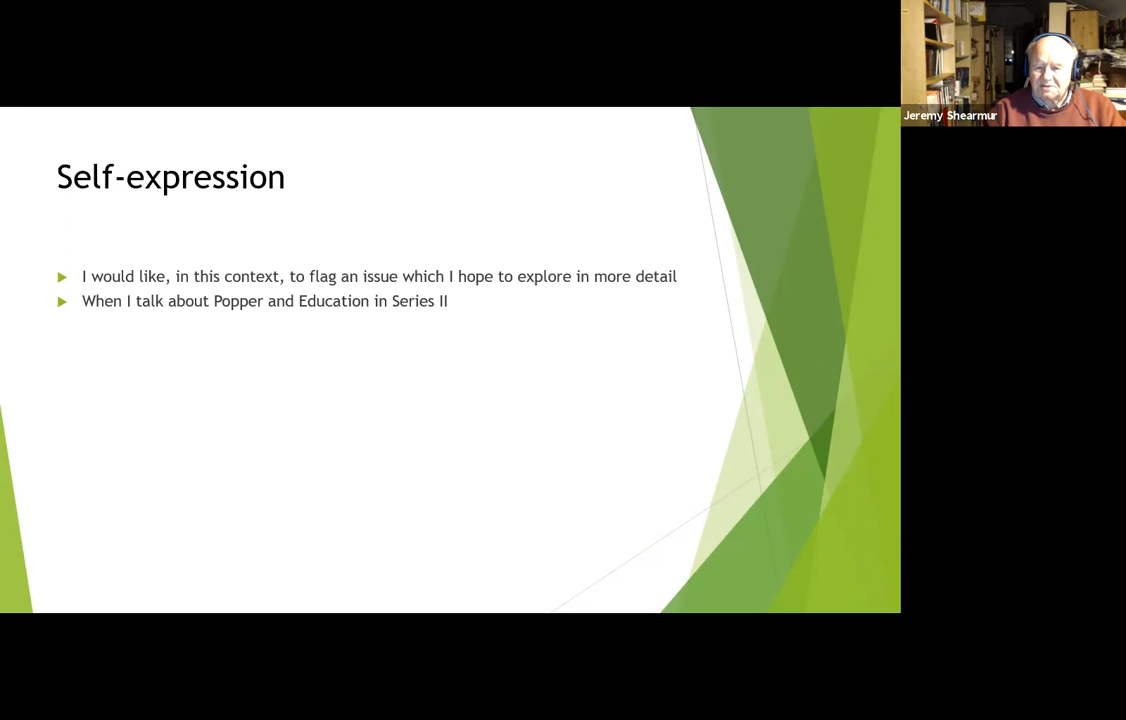 Jeremy Shearmur
Self-expression
I would like, in this context, to flag an issue which I hope to explore in more detail
When I talk about Popper and Education in Series II